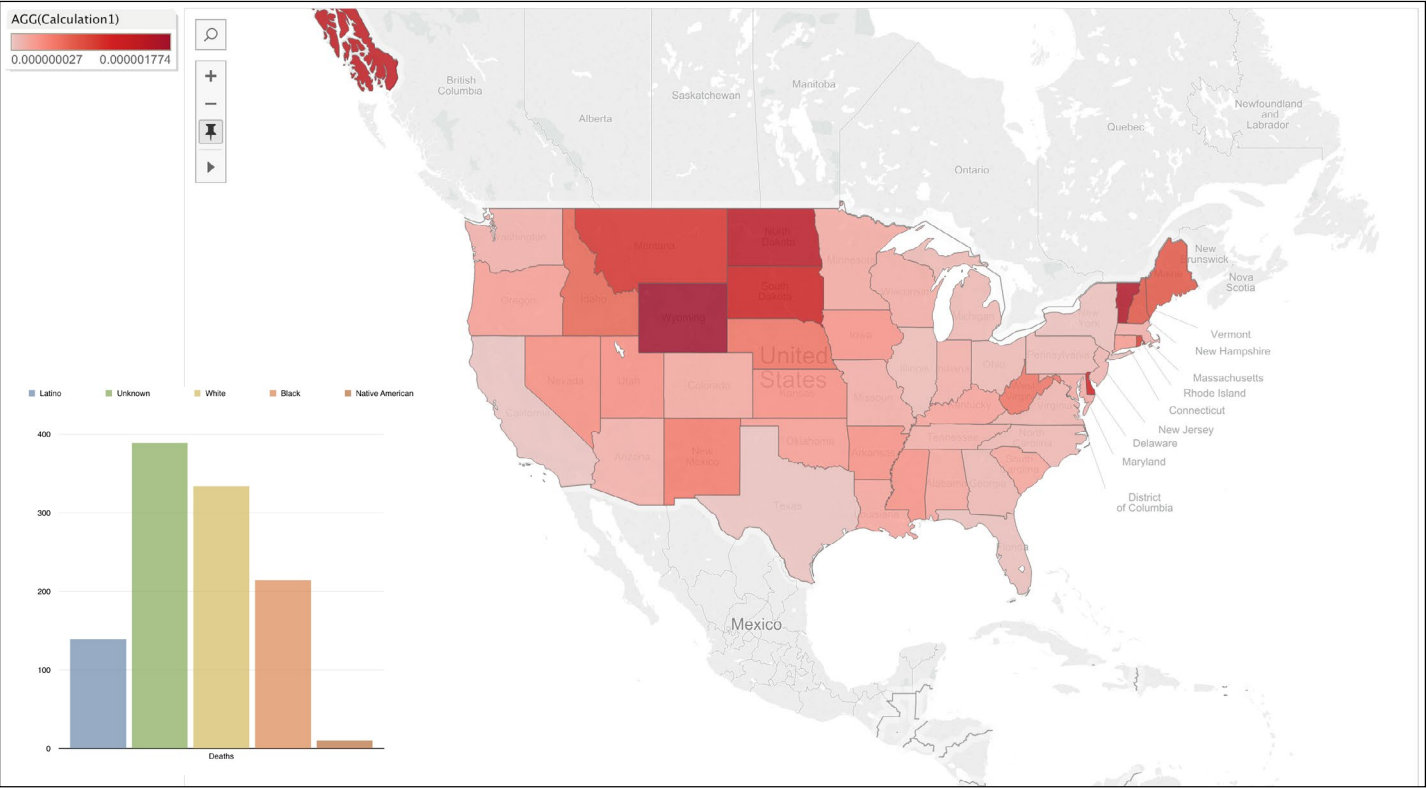 AGG(Calculation1)
0.000000027 0.000001774
British
Columbia
Alberta
Saskatchewan
Manitoba
Ontario
Quebec
Newfoundland
and
Labrador
New
Brunswick
Nova
Scotia
Washington
Montana
North
Dakota
Minnesota
Maine
Oregon
Idaho
South
Dakota
Wisconsin
Michigan
New
York
Wyoming
Iowa
Vermont
New Hampshire
Massachusetts
Rhode Island
Connecticut
New Jersey
Delaware
Maryland
District
of Columbia
United
States
Nevada
Utah
Colorado
Kansas
Missouri
Illinois
Indiana
Ohio
Pennsylvania
West
Virginia
Virginia
Kentucky
California
Arizona
New
Mexico
Oklahoma
Arkansas
Tennessee
North
Carolina
South
Carolina
Texas
Louisiana
Alabama
Georgia
Florida
Mexico
Latino Unknown White Black Native American
400
300
200
100
0
Deaths